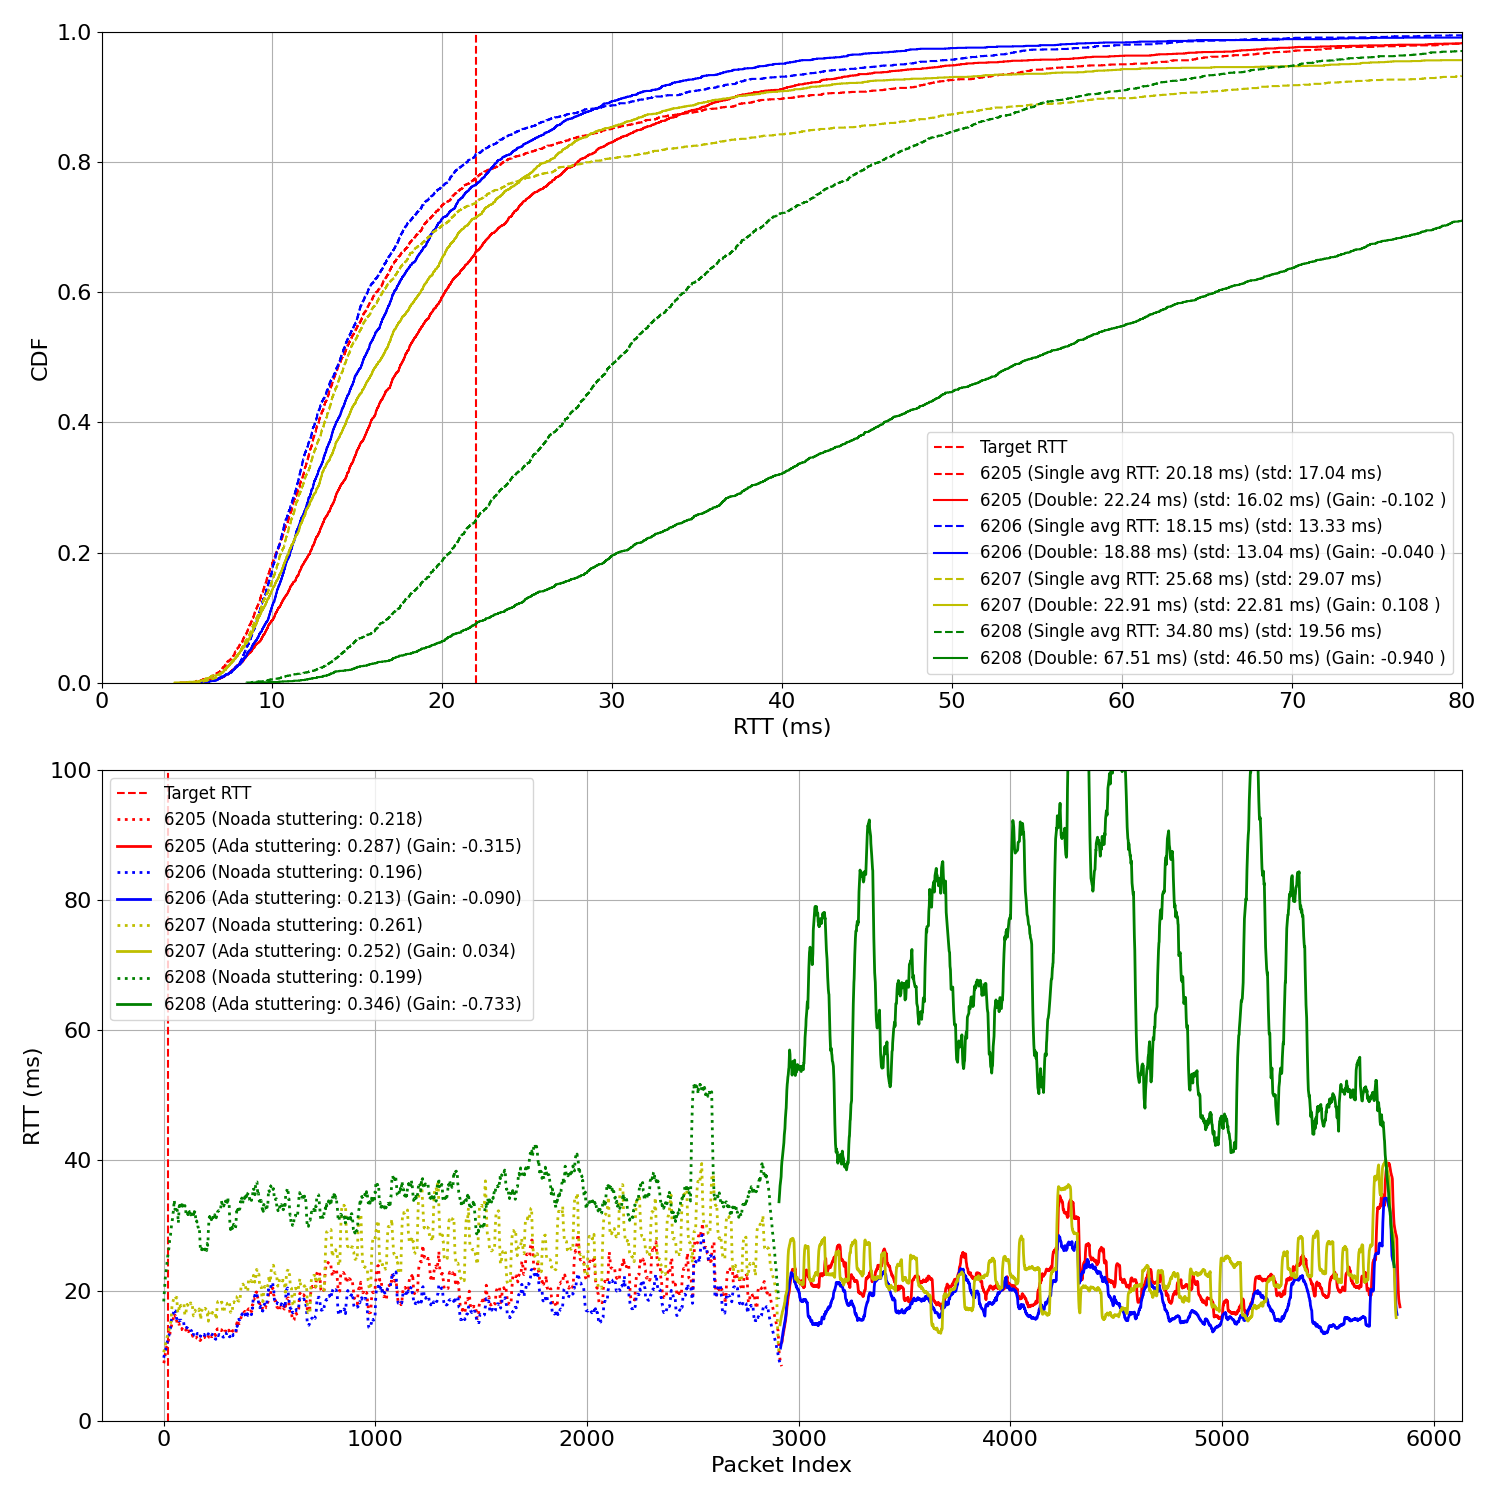 1.0
0.8
0.6
0.4
0.2
0.0
CDF
0 10 20 30 40 50 60 70 80
RTT (ms)
Target RTT
6205 (Single avg RTT: 20.18 ms) (std: 17.04 ms)
6205 (Double: 22.24 ms) (std: 16.02 ms) (Gain: -0.102 )
6206 (Single avg RTT: 18.15 ms) (std: 13.33 ms)
6206 (Double: 18.88 ms) (std: 13.04 ms) (Gain: -0.040 )
6207 (Single avg RTT: 25.68 ms) (std: 29.07 ms)
6207 (Double: 22.91 ms) (std: 22.81 ms) (Gain: 0.108 )
6208 (Single avg RTT: 34.80 ms) (std: 19.56 ms)
6208 (Double: 67.51 ms) (std: 46.50 ms) (Gain: -0.940 )
100
80
60
40
20
0
RTT (ms)
Target RTT
6205 (Noada stuttering: 0.218)
6205 (Ada stuttering: 0.287) (Gain: -0.315)
6206 (Noada stuttering: 0.196)
6206 (Ada stuttering: 0.213) (Gain: -0.090)
6207 (Noada stuttering: 0.261)
6207 (Ada stuttering: 0.252) (Gain: 0.034)
6208 (Noada stuttering: 0.199)
6208 (Ada stuttering: 0.346) (Gain: -0.733)
0 1000 2000 3000 4000 5000 6000
Packet Index